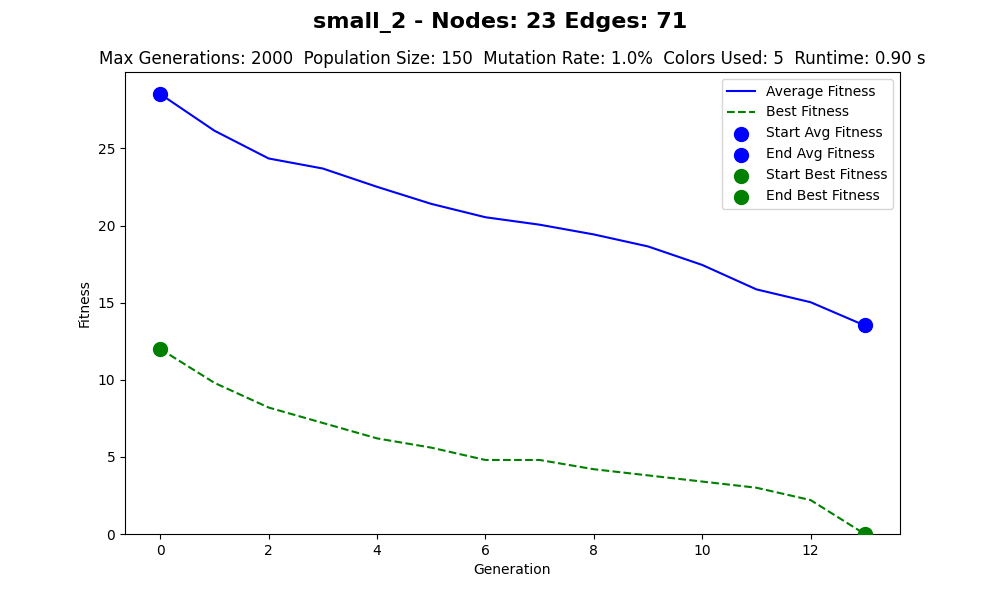 small_2 - Nodes: 23 Edges: 71
Max Generations: 2000  Population Size: 150  Mutation Rate: 1.0%  Colors Used: 5  Runtime: 0.90 s
Average Fitness
Best Fitness
Start Avg Fitness
End Avg Fitness
Start Best Fitness
End Best Fitness
25
20
15
10
5
0
Fitness
0 2 4 6 8 10 12
Generation